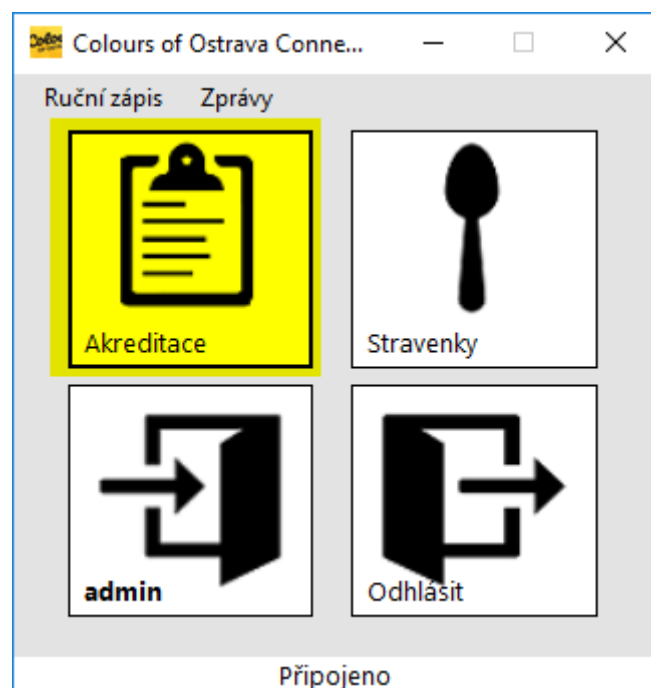 Colours of Ostrava Conne...
Ruční zápis Zprávy
Akreditace
Stravenky
admin
Odhlásit
Připojeno